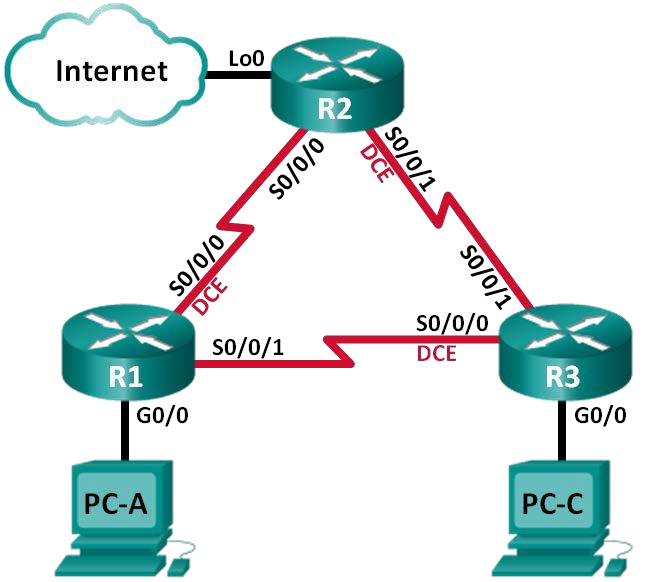 Internet
Lo0
R2
S0/0/0
DCE
S0/0/1
S0/0/0
DCE
S0/0/1
R1
S0/0/1
S0/0/0
DCE
R3
G0/0
G0/0
PC-A
PC-C